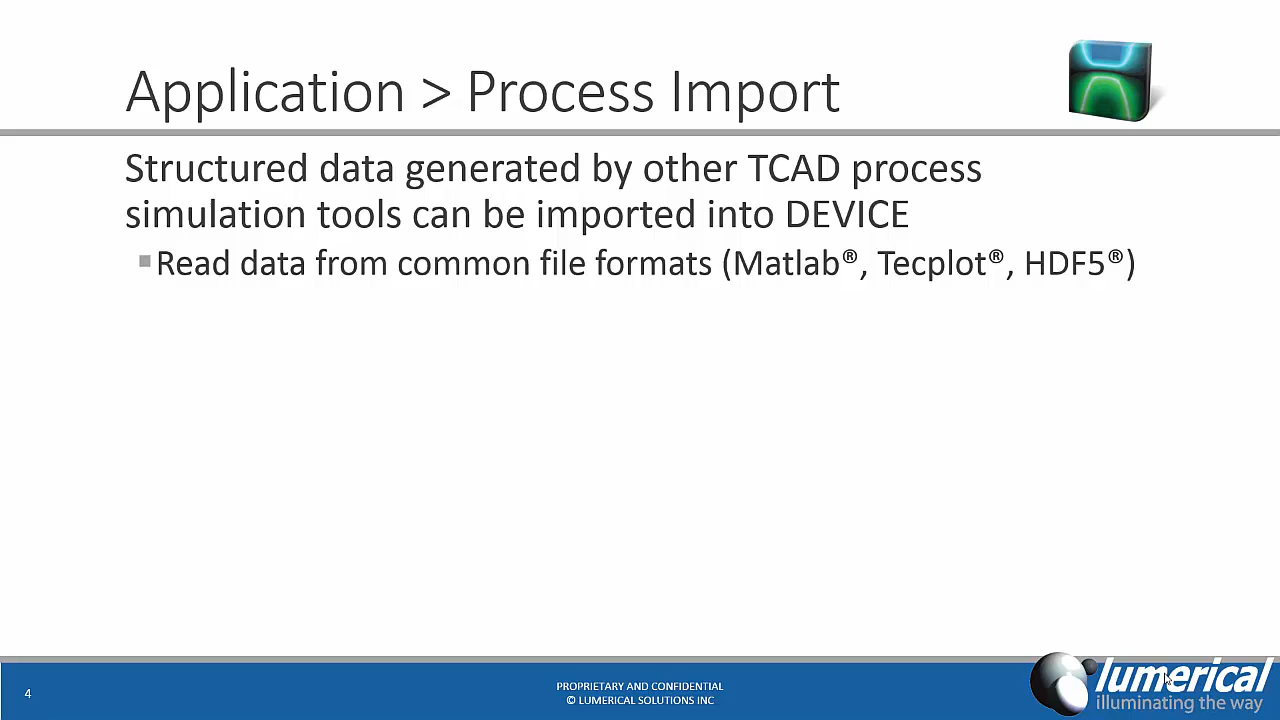 Application > Process Import
Structured data generated by other TCAD process
simulation tools can be imported into DEVICE
▪Read data from common file formats (Matlab®, Tecplot®, HDF5®)
4
PROPRIETARY AND CONFIDENTIAL
© LUMERICAL SOLUTIONS INC
lumerical
illuminating the way